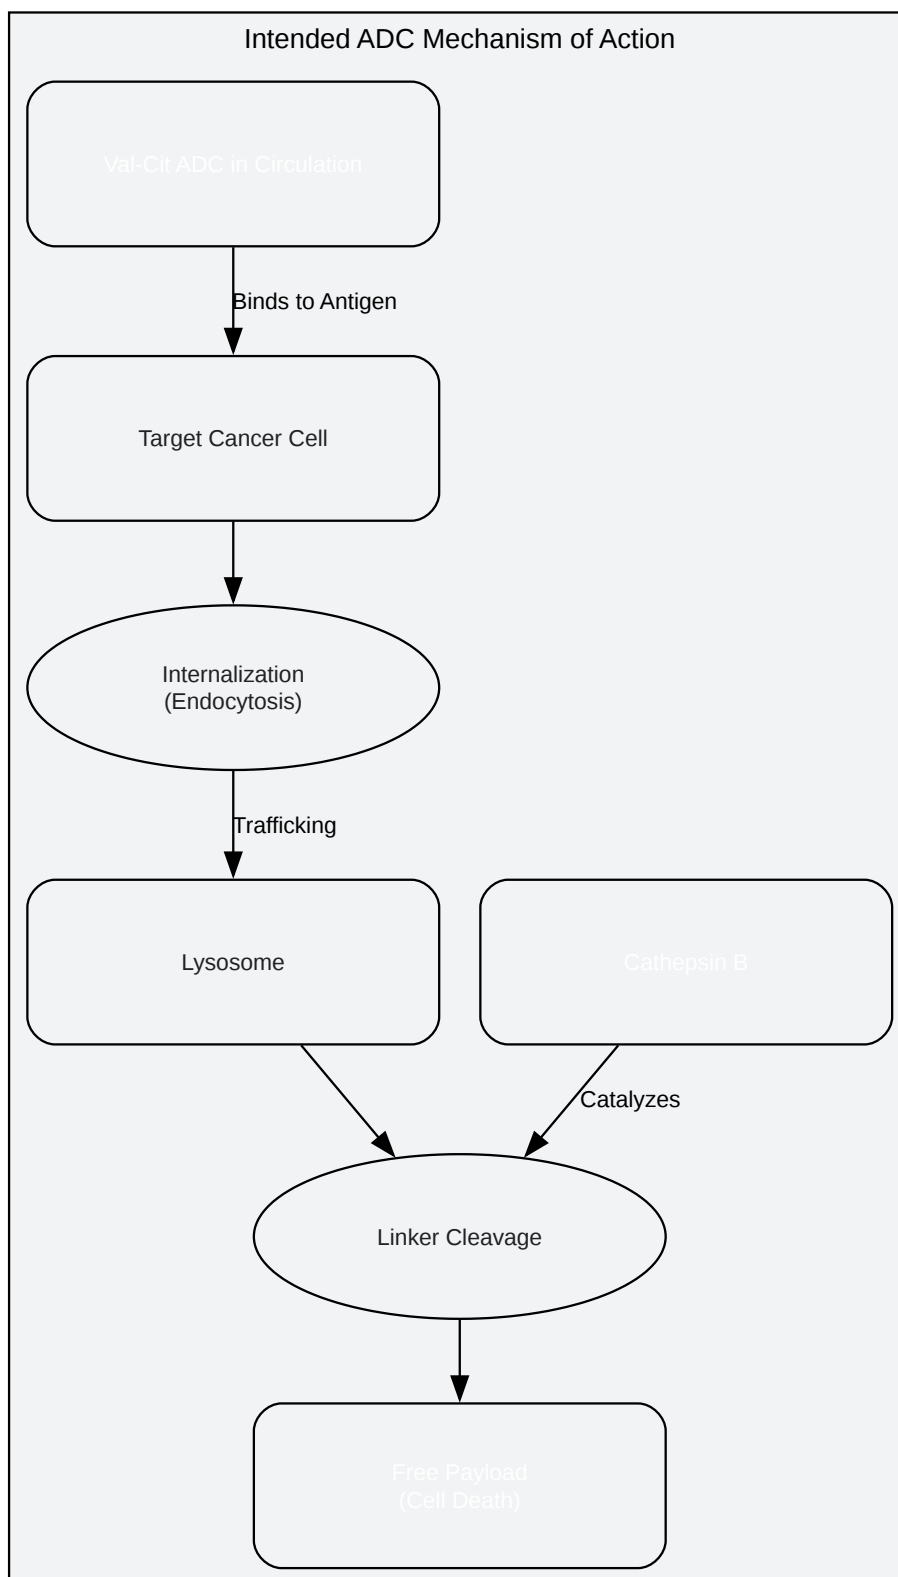 Intended ADC Mechanism of Action
Val-Cit ADC in Circulation
Binds to Antigen
Target Cancer Cell
Internalization
(Endocytosis)
Trafficking
Lysosome
Cathepsin B
Catalyzes
Linker Cleavage
Free Payload
(Cell Death)